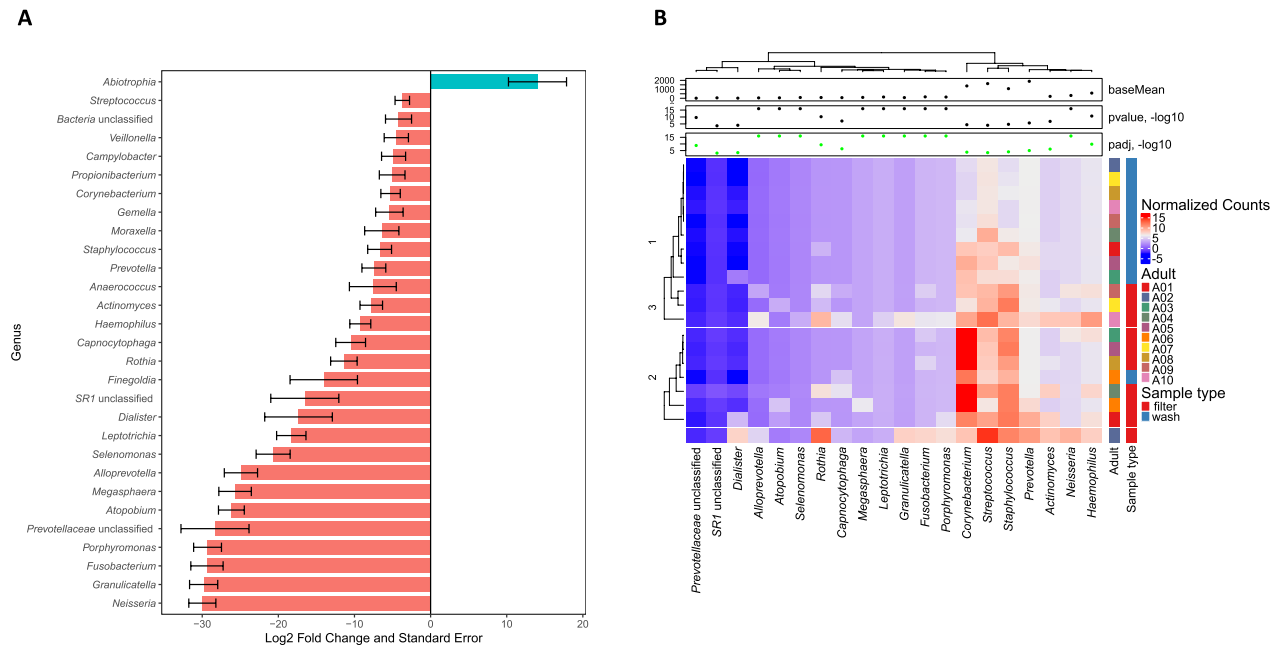 A
B
Genus
Abiotrophia
Streptococcus
Bacteria unclassified
Veillonella
Campylobacter
Propionibacterium
Corynebacterium
Gemella
Moraxella
Staphylococcus
Prevotella
Anaerococcus
Actinomyces
Haemophilus
Capnocytophaga
Rothia
Finegoldia
SR1 unclassified
Dialister
Leptotrichia
Selenomonas
Alloprevotella
Megasphaera
Atopobium
Prevotellaceae unclassified
Porphyromonas
Fusobacterium
Granulicatella
Neisseria
−30 −20 −10 0 10 20
Log2 Fold Change and Standard Error
2000
1000
0
baseMean
15
10
5
pvalue, -log10
15
5
padj, -log10
1
3
2
Normalized Counts
15
10
5
0
-5
Adult
A01
A02
A03
A04
A05
A06
A07
A08
A09
A10
Sample type
filter
wash
Prevotellaceae unclassified
SR1 unclassified
Dialister
Alloprevotella
Atopobium
Selenomonas
Rothia
Capnocytophaga
Megasphaera
Leptotrichia
Granulicatella
Fusobacterium
Porphyromonas
Corynebacterium
Streptococcus
Staphylococcus
Prevotella
Actinomyces
Neisseria
Haemophilus
Adult
Sample type